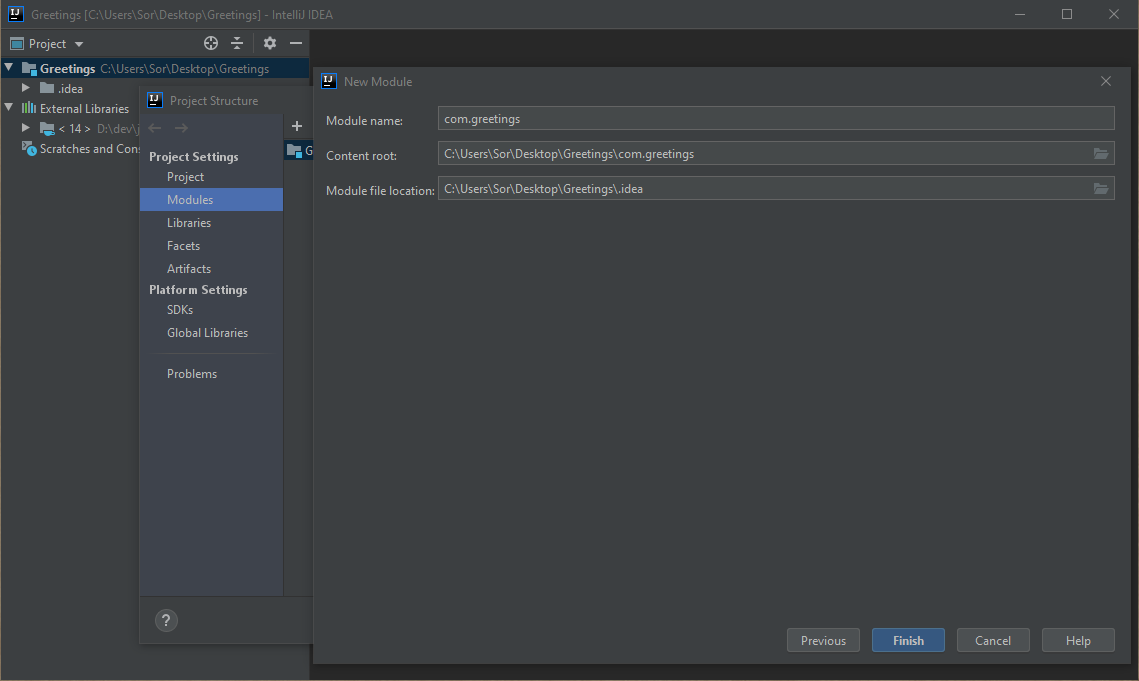 Greetings [C:\Users\Sor\Desktop\Greetings] - IntelliJ IDEA
Project
Greetings C:\Users\Sor\Desktop\Greetings
.idea
External Libraries
< 14 > D:\dev\j
Scratches and Cons
IJ Project Structure
Project Settings
Project
Modules
Libraries
Facets
Artifacts
Platform Settings
SDKs
Global Libraries
Problems
?
G
IJ New Module
Module name: com.greetings
Content root: C:\Users\Sor\Desktop\Greetings\com.greetings
Module file location: C:\Users\Sor\Desktop\Greetings\.idea
Previous Finish Cancel Help